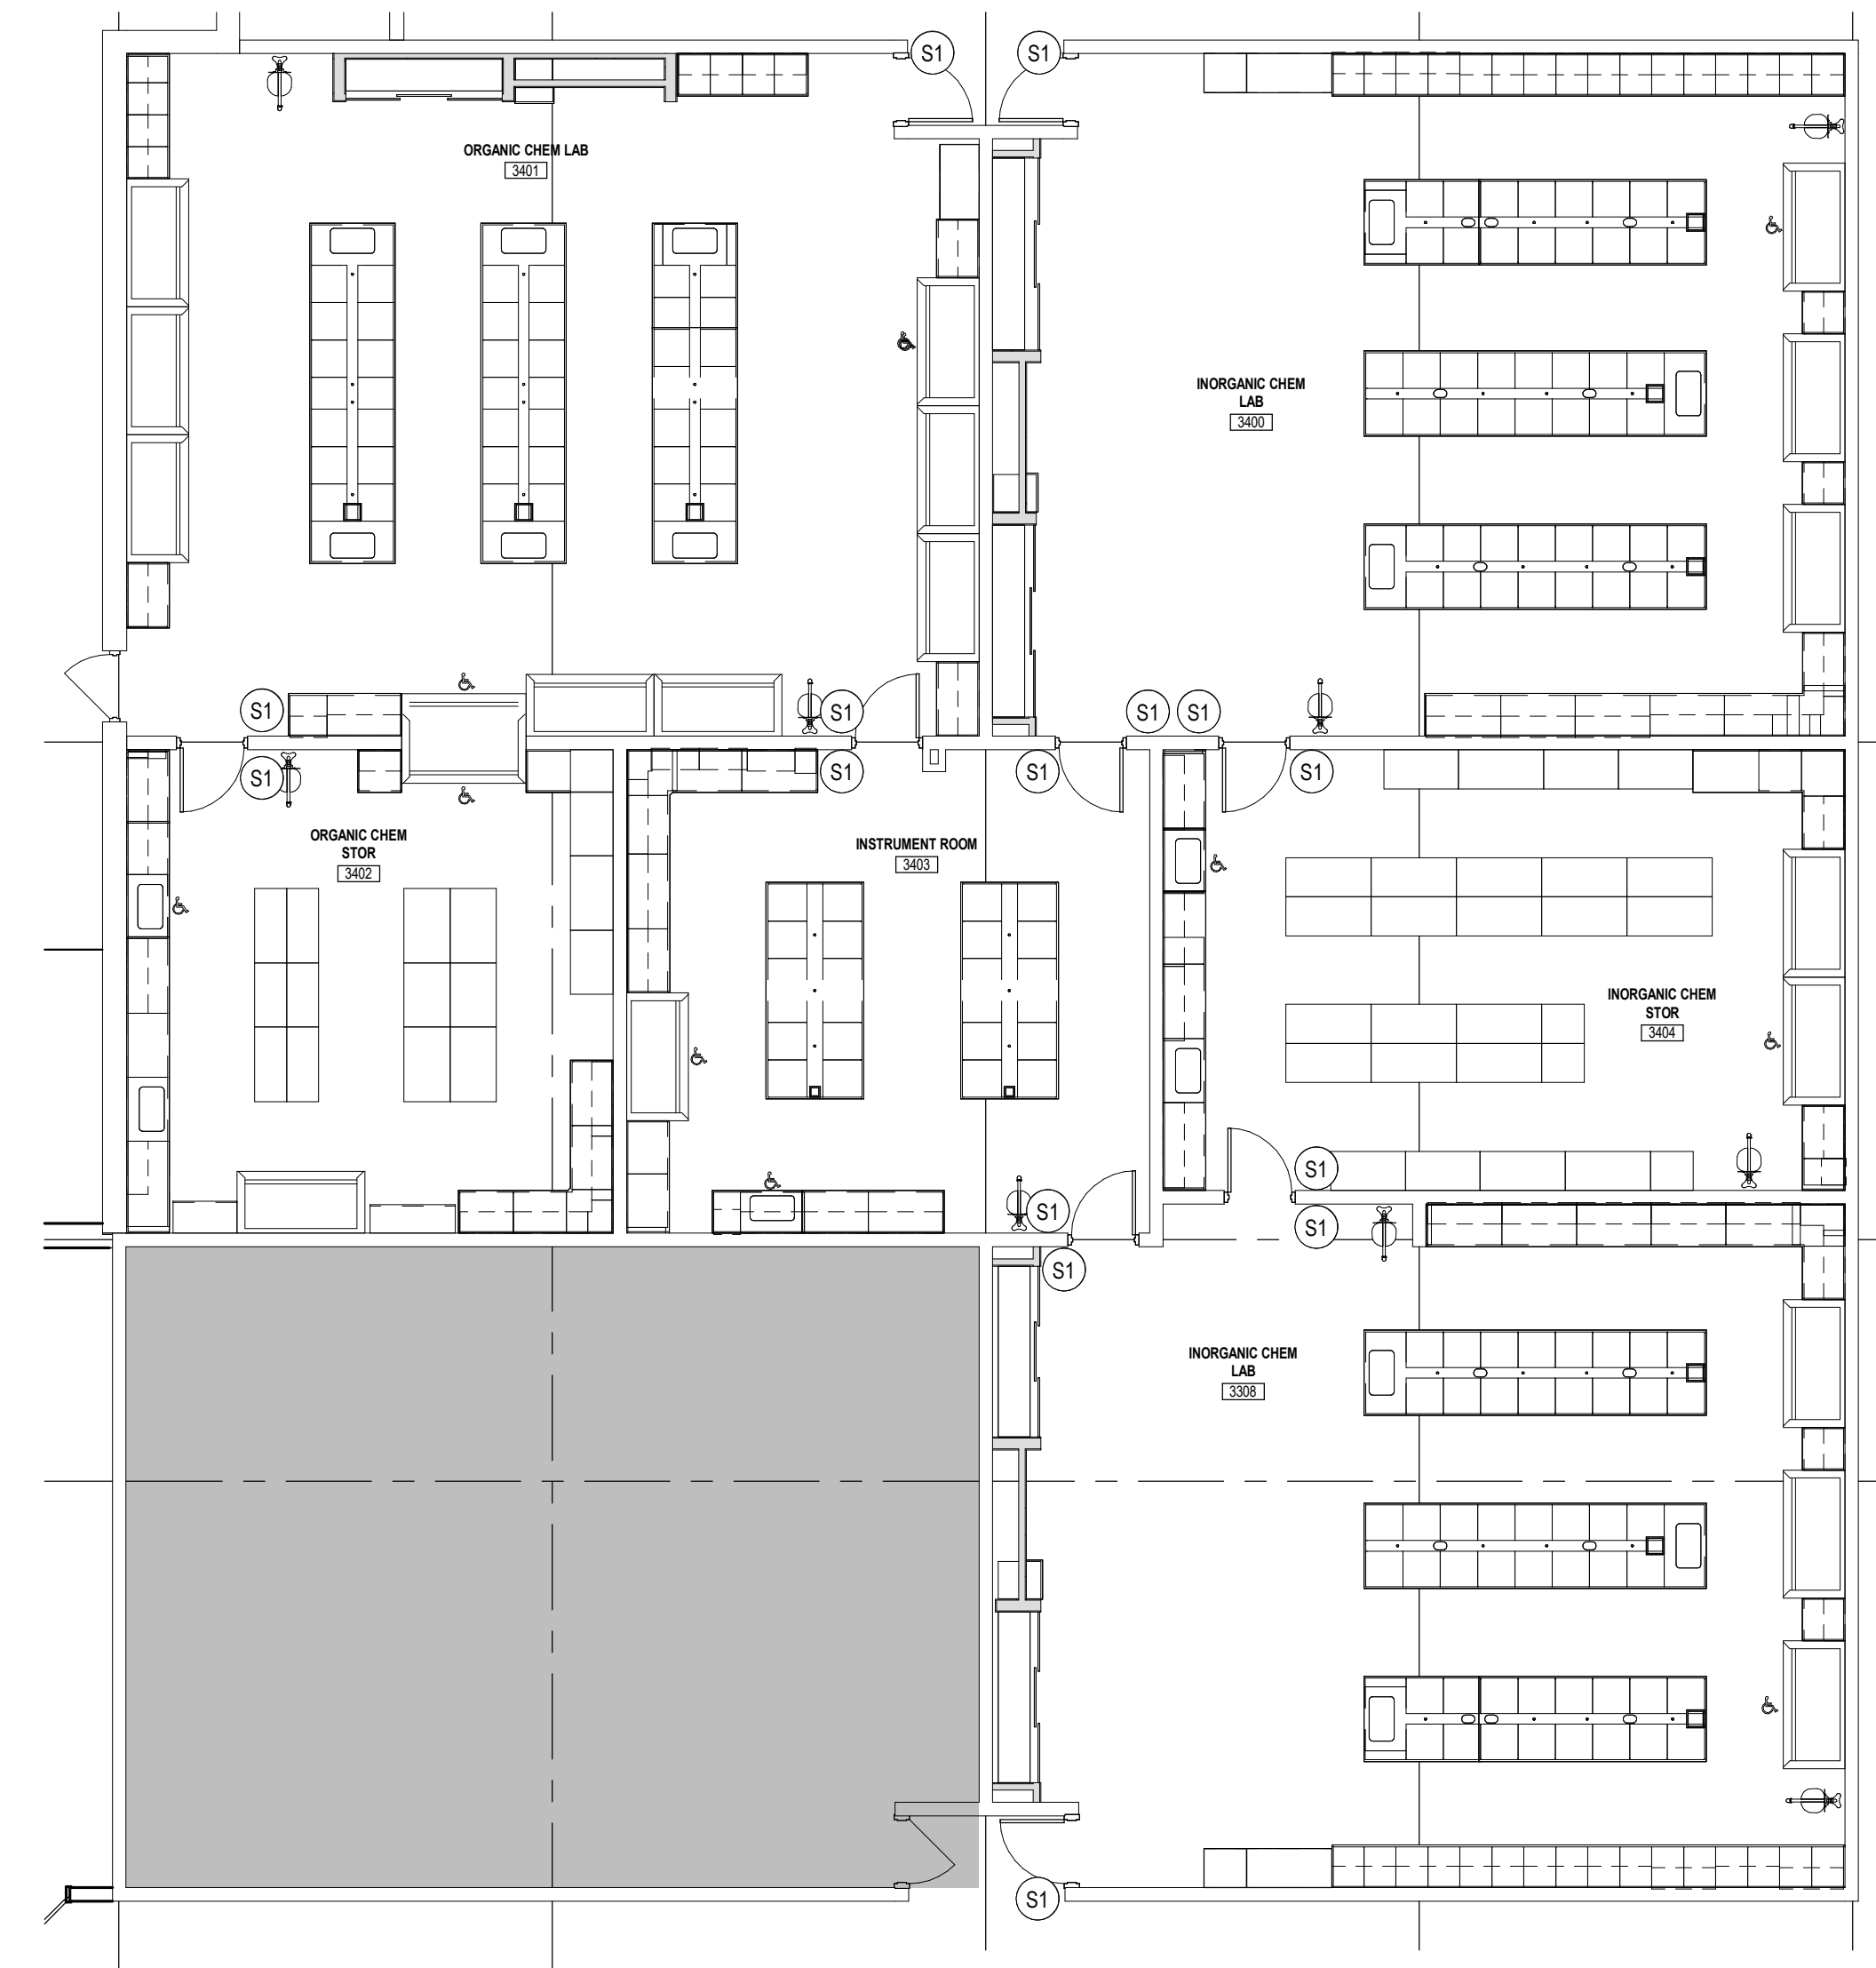 S1
S1
ORGANIC CHEM LAB
3401
INORGANIC CHEM
LAB
3400
S1
S1
S1
S1
S1
S1
S1
S1
ORGANIC CHEM
STOR
3402
INSTRUMENT ROOM
3403
INORGANIC CHEM
STOR
3404
S1
S1
S1
S1
INORGANIC CHEM
LAB
3308
S1